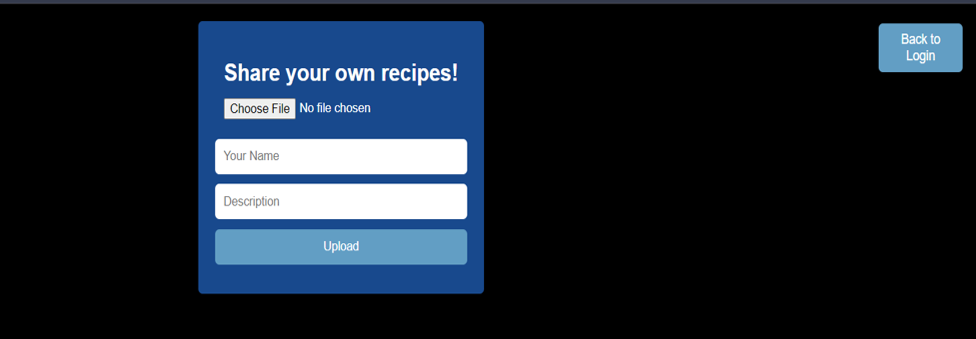 Share your own recipes!
Choose File No file chosen
Your Name
Description
Upload
Back to
Login